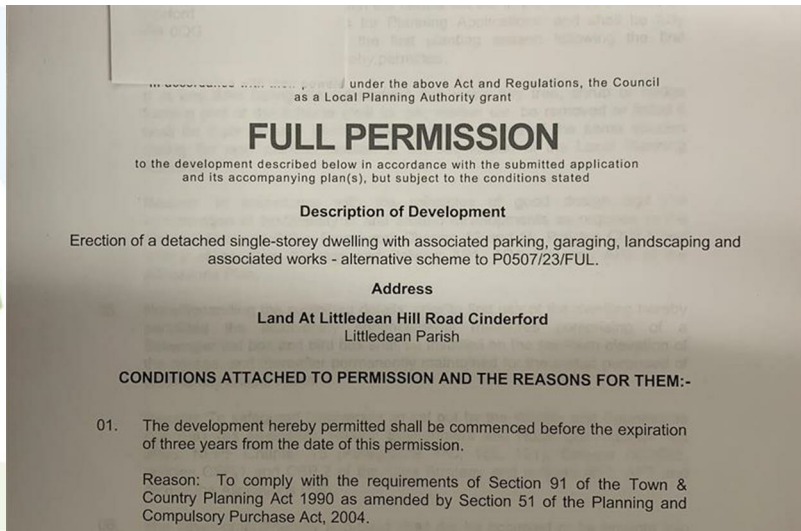 under the above Act and Regulations, the Council
as a Local Planning Authority grant
FULL PERMISSION
to the development described below in accordance with the submitted application
and its accompanying plan(s), but subject to the conditions stated
Description of Development
Erection of a detached single-storey dwelling with associated parking, garaging, landscaping and
associated works - alternative scheme to P0507/23/FUL.
Address
Land At Littledean Hill Road Cinderford
Littledean Parish
CONDITIONS ATTACHED TO PERMISSION AND THE REASONS FOR THEM:-
01. The development hereby permitted shall be commenced before the expiration
of three years from the date of this permission.
Reason: To comply with the requirements of Section 91 of the Town &
Country Planning Act 1990 as amended by Section 51 of the Planning and
Compulsory Purchase Act, 2004.